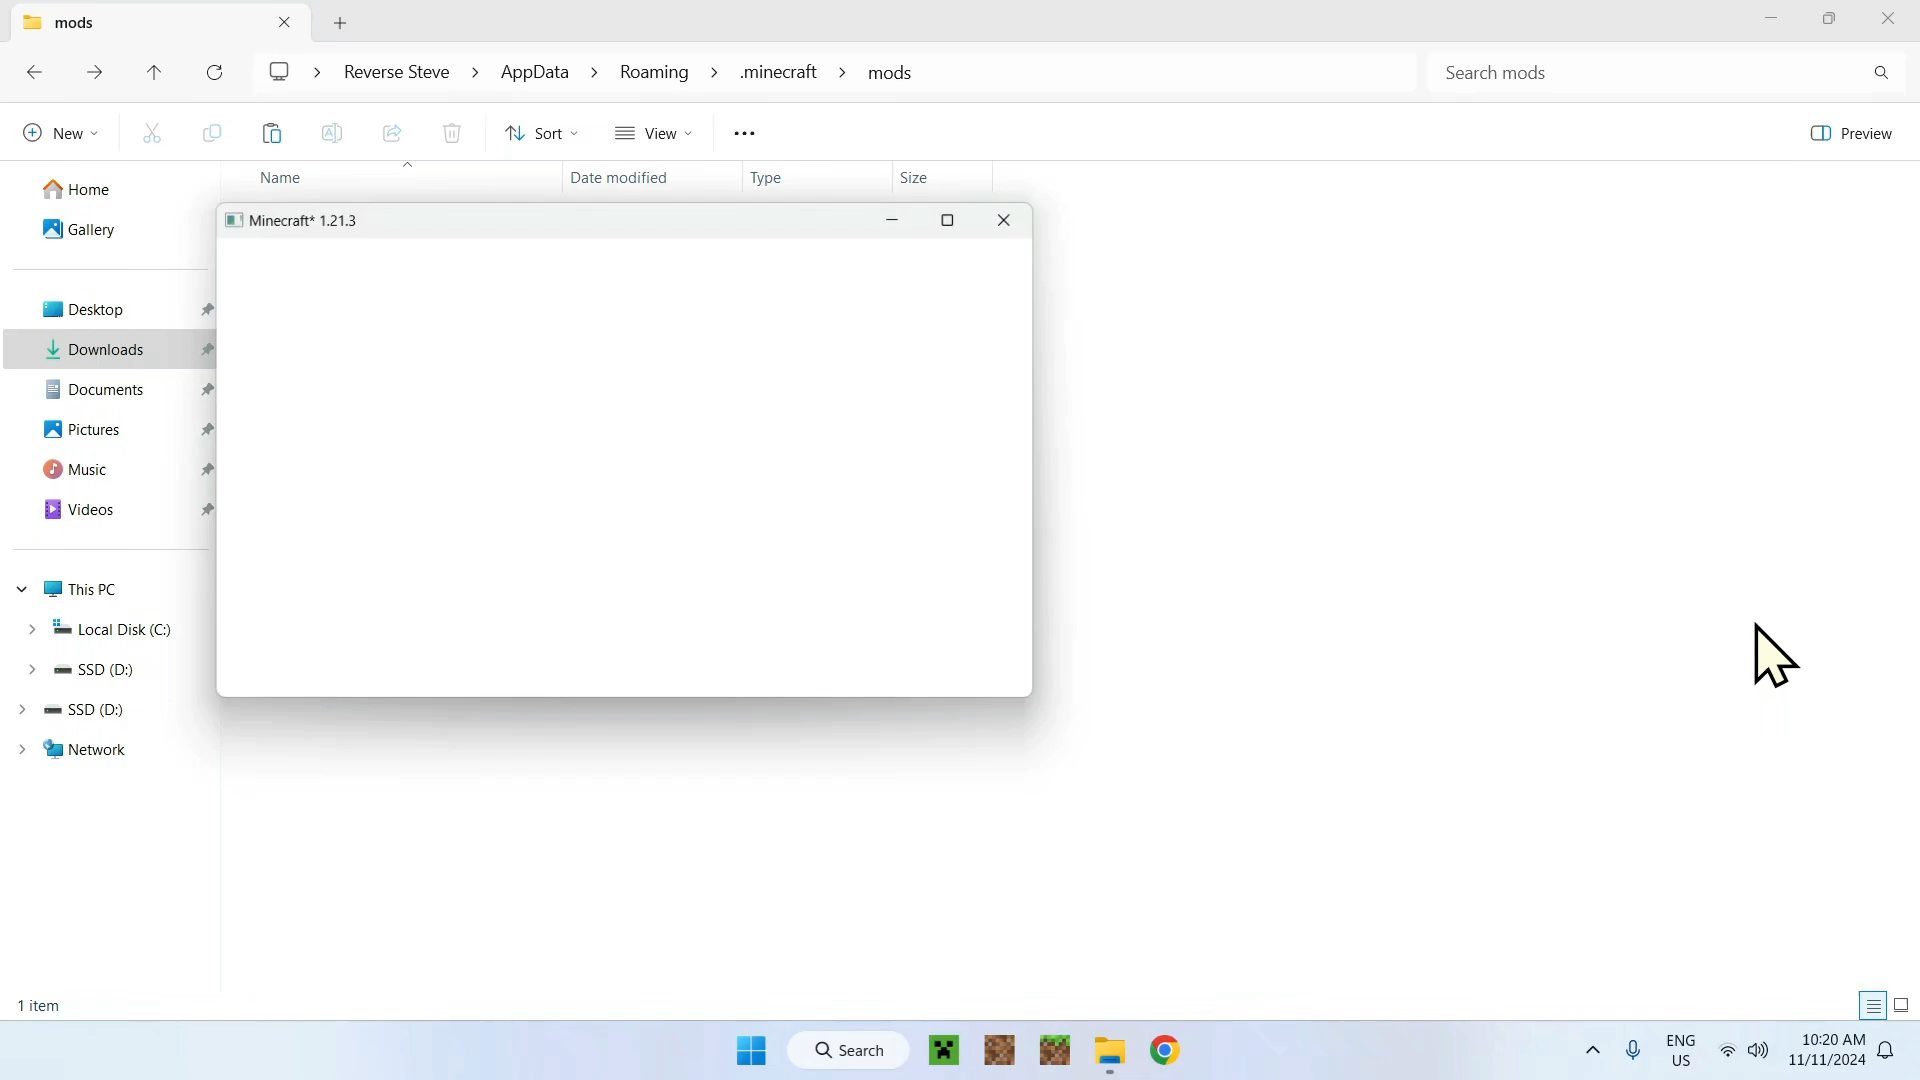 mods
Reverse Steve > AppData > Roaming > .minecraft > mods
Search mods
New
Sort
View
Preview
Name
Date modified
Type
Size
Home
Gallery
Desktop
Downloads
Documents
Pictures
Music
Videos
This PC
Local Disk (C:)
SSD (D:)
SSD (D:)
Network
Minecraft* 1.21.3
1 item
Search
ENG
US
10:20 AM
11/11/2024